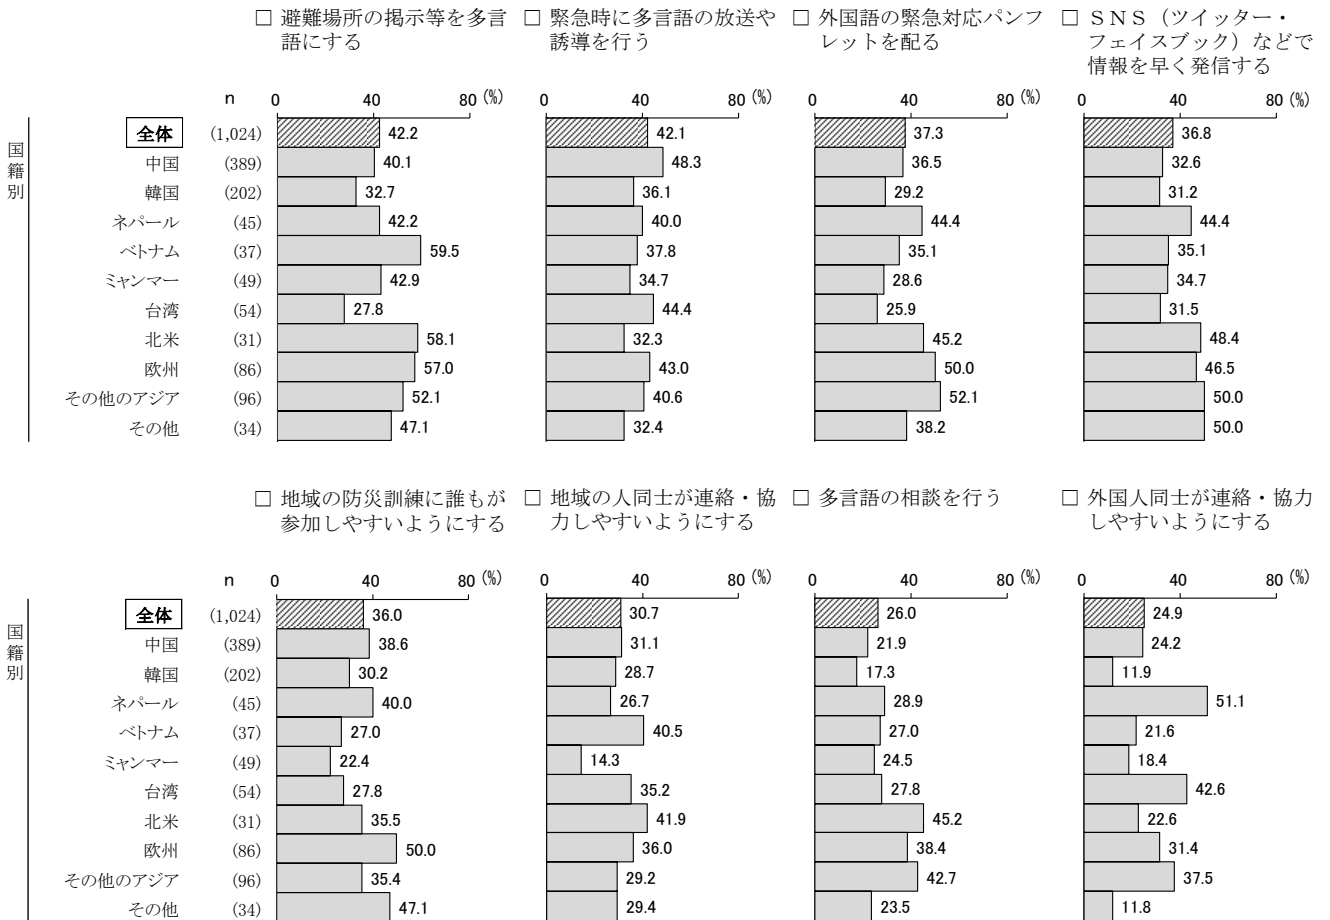 □ 避難場所の掲示等を多言
語にする
□ 緊急時に多言語の放送や
誘導を行う
□ 外国語の緊急対応パンフ
レットを配る
□ ＳＮＳ（ツイッター・
フェイスブック）などで
情報を早く発信する
n 0 40 80 (%) 0 40 80 (%) 0 40 80 (%) 0 40 80 (%)
国籍別
全体 (1,024) 42.2 42.1 37.3 36.8
中国 (389) 40.1 48.3 36.5 32.6
韓国 (202) 32.7 36.1 29.2 31.2
ネパール (45) 42.2 40.0 44.4 44.4
ベトナム (37) 59.5 37.8 35.1 35.1
ミャンマー (49) 42.9 34.7 28.6 34.7
台湾 (54) 27.8 44.4 25.9 31.5
北米 (31) 58.1 32.3 45.2 48.4
欧州 (86) 57.0 43.0 50.0 46.5
その他のアジア (96) 52.1 40.6 52.1 50.0
その他 (34) 47.1 32.4 38.2 50.0
□ 地域の防災訓練に誰もが
参加しやすいようにする
□ 地域の人同士が連絡・協
力しやすいようにする
□ 多言語の相談を行う
□ 外国人同士が連絡・協力
しやすいようにする
n 0 40 80 (%) 0 40 80 (%) 0 40 80 (%) 0 40 80 (%)
国籍別
全体 (1,024) 36.0 30.7 26.0 24.9
中国 (389) 38.6 31.1 21.9 24.2
韓国 (202) 30.2 28.7 17.3 11.9
ネパール (45) 40.0 26.7 28.9 51.1
ベトナム (37) 27.0 40.5 27.0 21.6
ミャンマー (49) 22.4 14.3 24.5 18.4
台湾 (54) 27.8 35.2 27.8 42.6
北米 (31) 35.5 41.9 45.2 22.6
欧州 (86) 50.0 36.0 38.4 31.4
その他のアジア (96) 35.4 29.2 42.7 37.5
その他 (34) 47.1 29.4 23.5 11.8